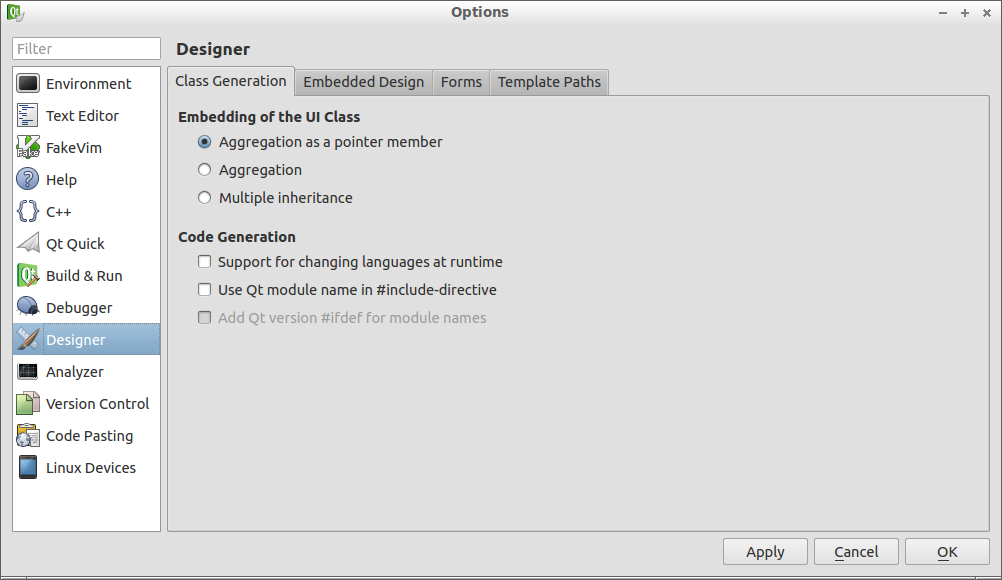 Options
Filter
Designer
Environment
Text Editor
FakeVim
Help
C++
Qt Quick
Build & Run
Debugger
Designer
Analyzer
Version Control
Code Pasting
Linux Devices
Class Generation Embedded Design Forms Template Paths
Embedding of the UI Class
Aggregation as a pointer member
Aggregation
Multiple inheritance
Code Generation
Support for changing languages at runtime
Use Qt module name in #include-directive
Add Qt version #ifdef for module names
Apply Cancel OK